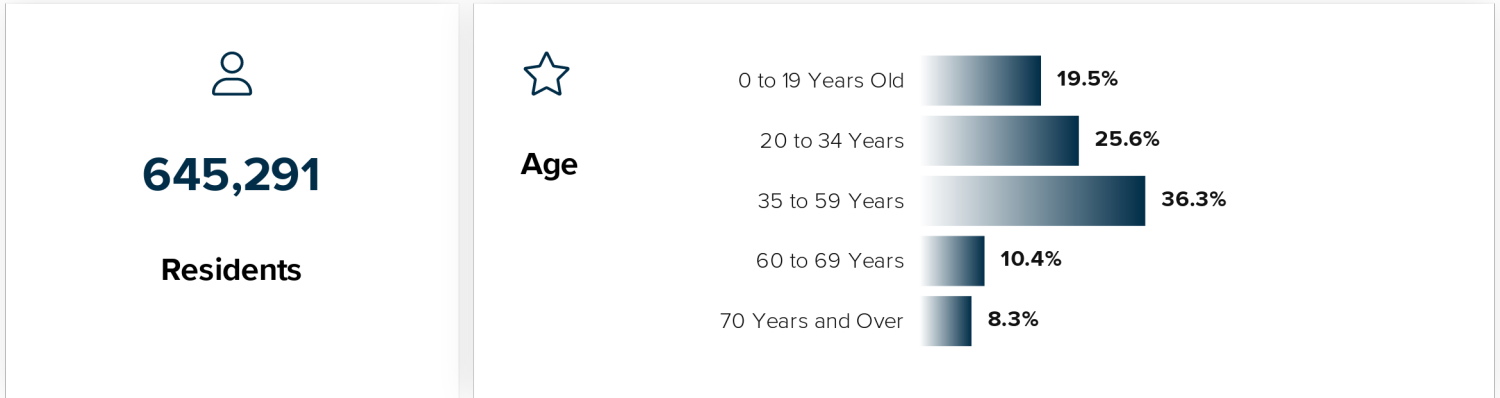 645,291
Residents
Age
0 to 19 Years Old 19.5%
20 to 34 Years 25.6%
35 to 59 Years 36.3%
60 to 69 Years 10.4%
70 Years and Over 8.3%